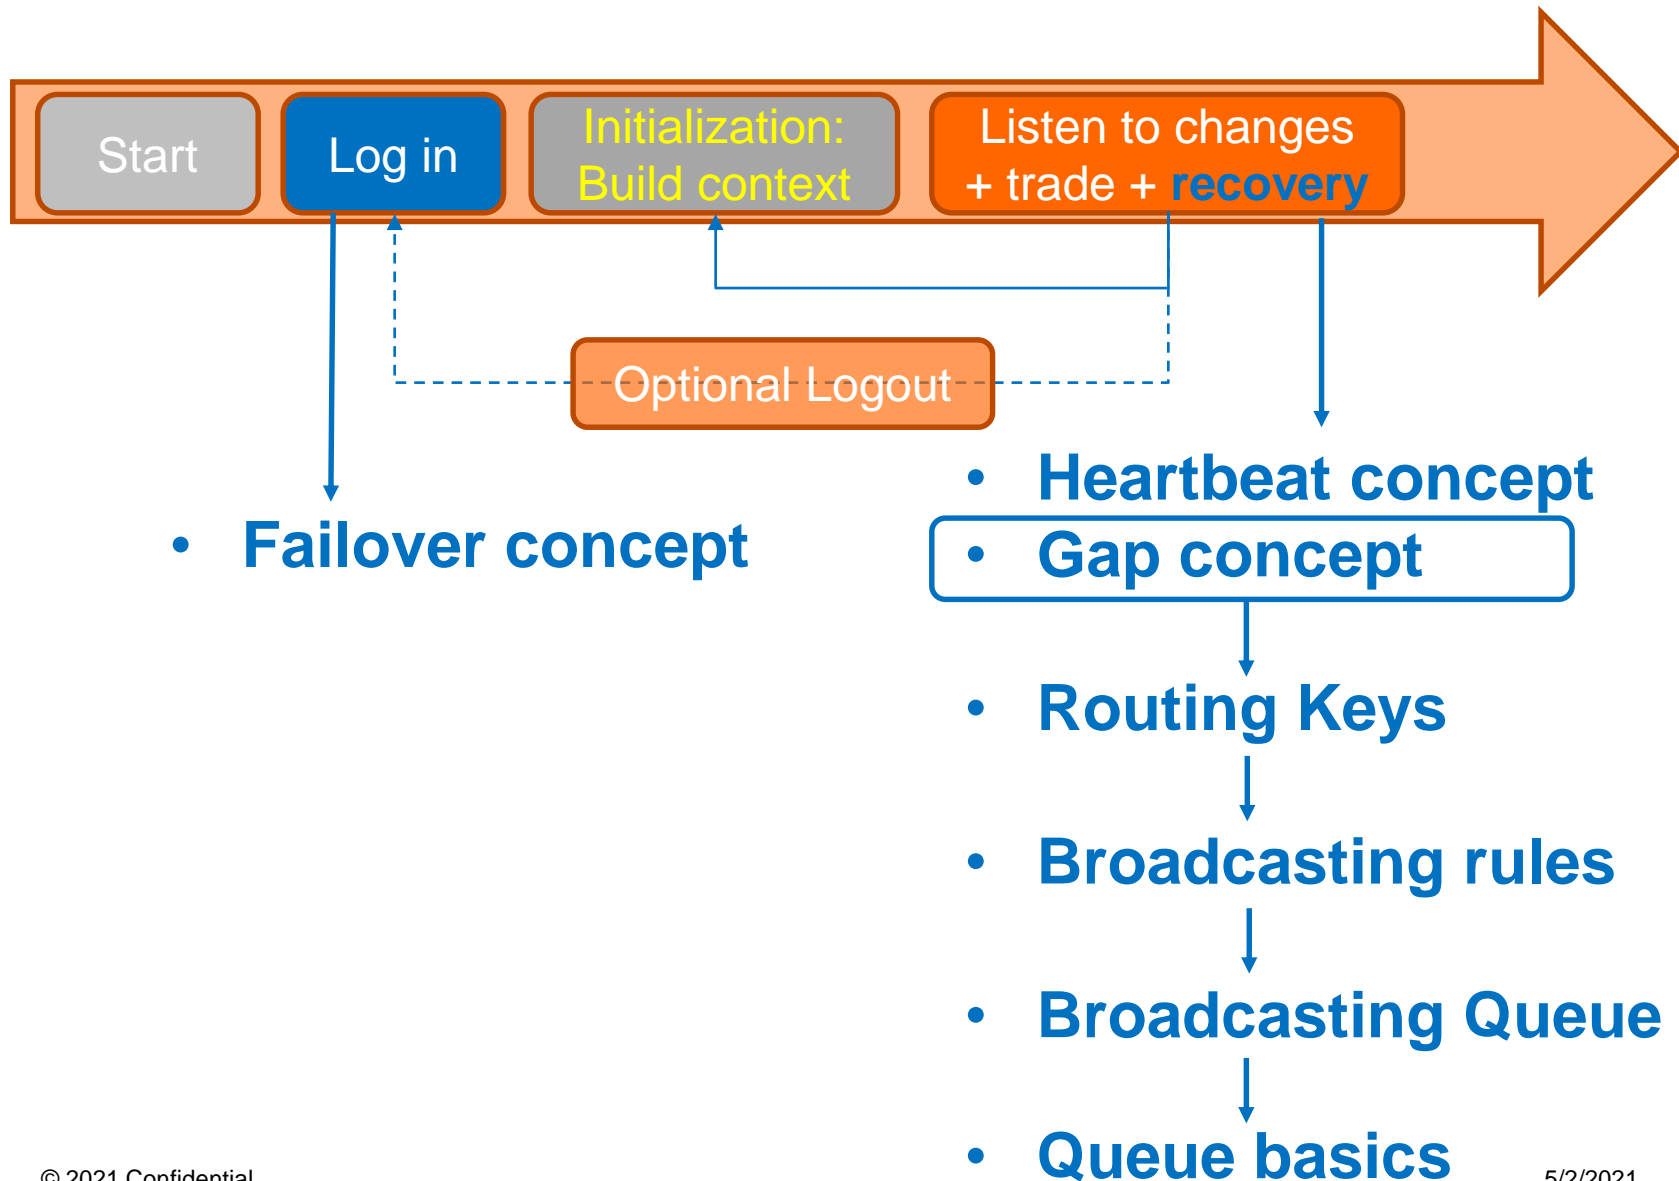 Start
Log in
Initialization:
Build context
Listen to changes
+ trade + recovery
Optional Logout
• Failover concept
• Heartbeat concept
• Gap concept
• Routing Keys
• Broadcasting rules
• Broadcasting Queue
• Queue basics
© 2021 Confidential
5/2/2021